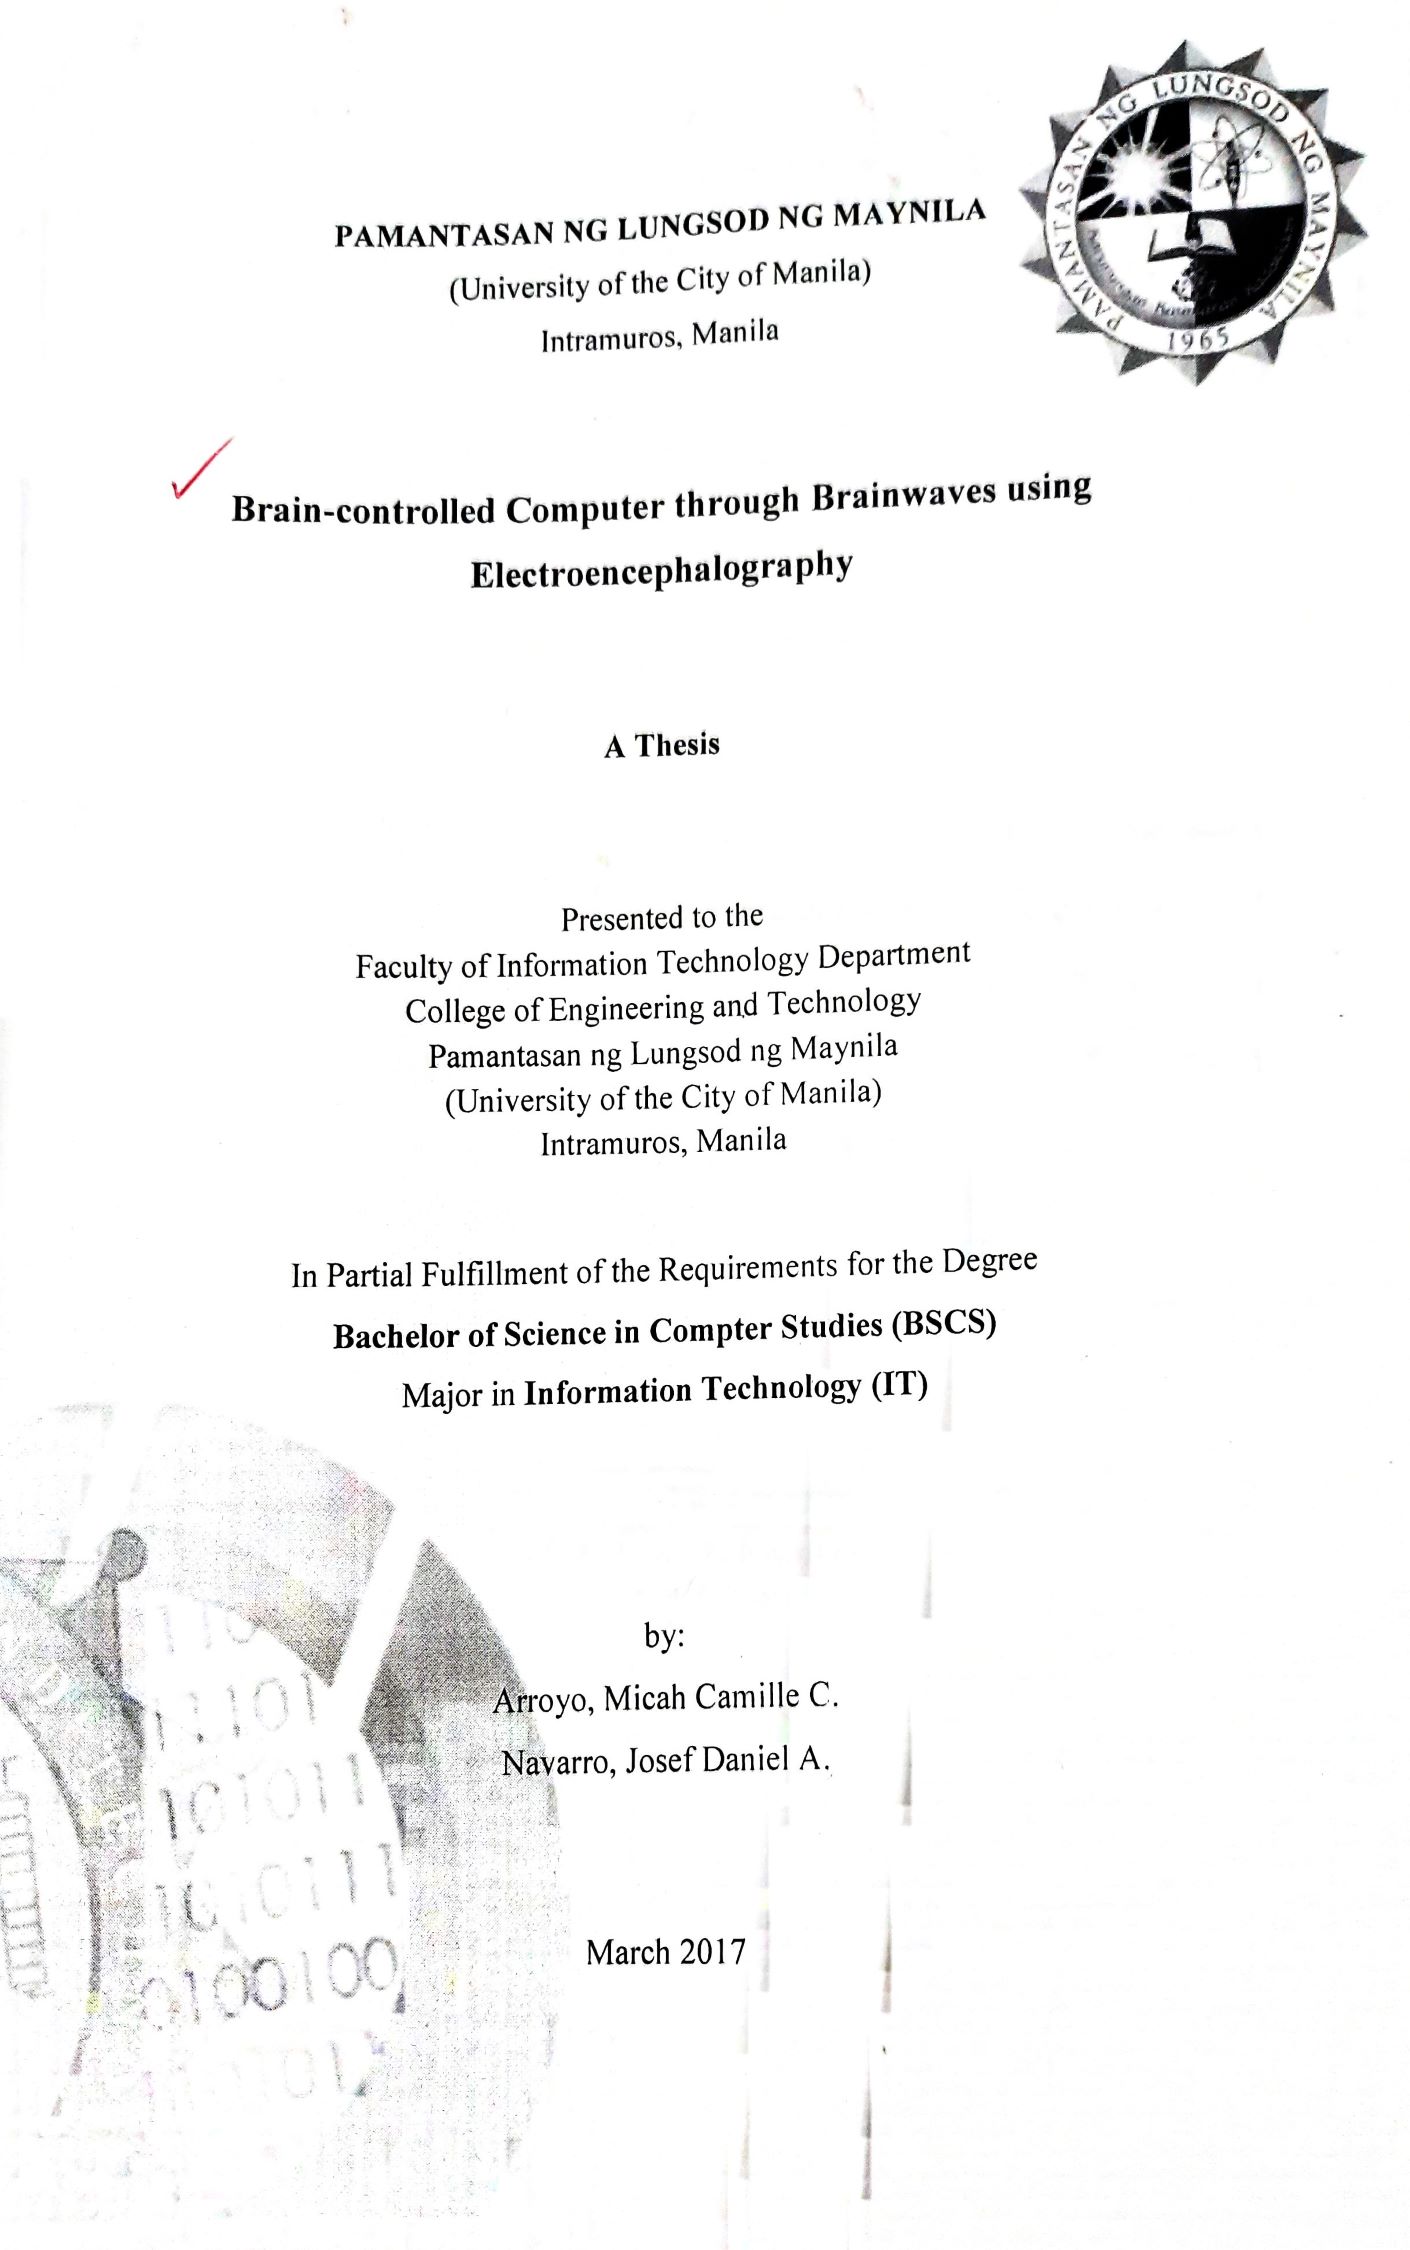 PAMANTASAN NG LUNGSOD NG MAYNILA
1965
PAMANTASAN NG LUNGSOD NG MAYNILA
(University of the City of Manila)
Intramuros, Manila
Brain-controlled Computer through Brainwaves using
Electroencephalography
A Thesis
Presented to the
Faculty of Information Technology Department
College of Engineering and Technology
Pamantasan ng Lungsod ng Maynila
(University of the City of Manila)
Intramuros, Manila
In Partial Fulfillment of the Requirements for the Degree
Bachelor of Science in Compter Studies (BSCS)
Major in Information Technology (IT)
by:
Arroyo, Micah Camille C.
Navarro, Josef Daniel A.
March 2017